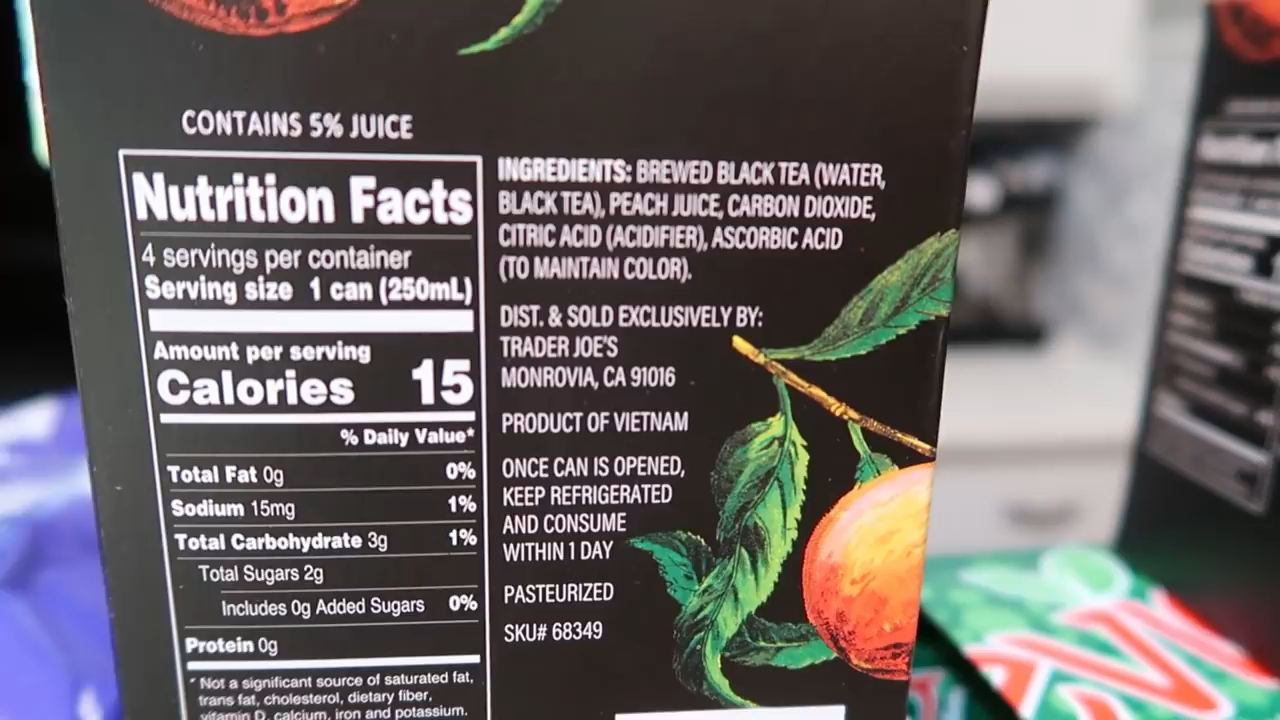 CONTAINS 5% JUICE
Nutrition Facts
4 servings per container
Serving size 1 can (250mL)
Amount per serving
Calories 15
% Daily Value*
Total Fat 0g 0%
Sodium 15mg 1%
Total Carbohydrate 3g 1%
Total Sugars 2g
Includes 0g Added Sugars 0%
Protein 0g
* Not a significant source of saturated fat,
trans fat, cholesterol, dietary fiber,
vitamin D, calcium, iron and potassium.
INGREDIENTS: BREWED BLACK TEA (WATER,
BLACK TEA), PEACH JUICE, CARBON DIOXIDE,
CITRIC ACID (ACIDIFIER), ASCORBIC ACID
(TO MAINTAIN COLOR).
DIST. & SOLD EXCLUSIVELY BY:
TRADER JOE'S
MONROVIA, CA 91016
PRODUCT OF VIETNAM
ONCE CAN IS OPENED,
KEEP REFRIGERATED
AND CONSUME
WITHIN 1 DAY
PASTEURIZED
SKU# 68349